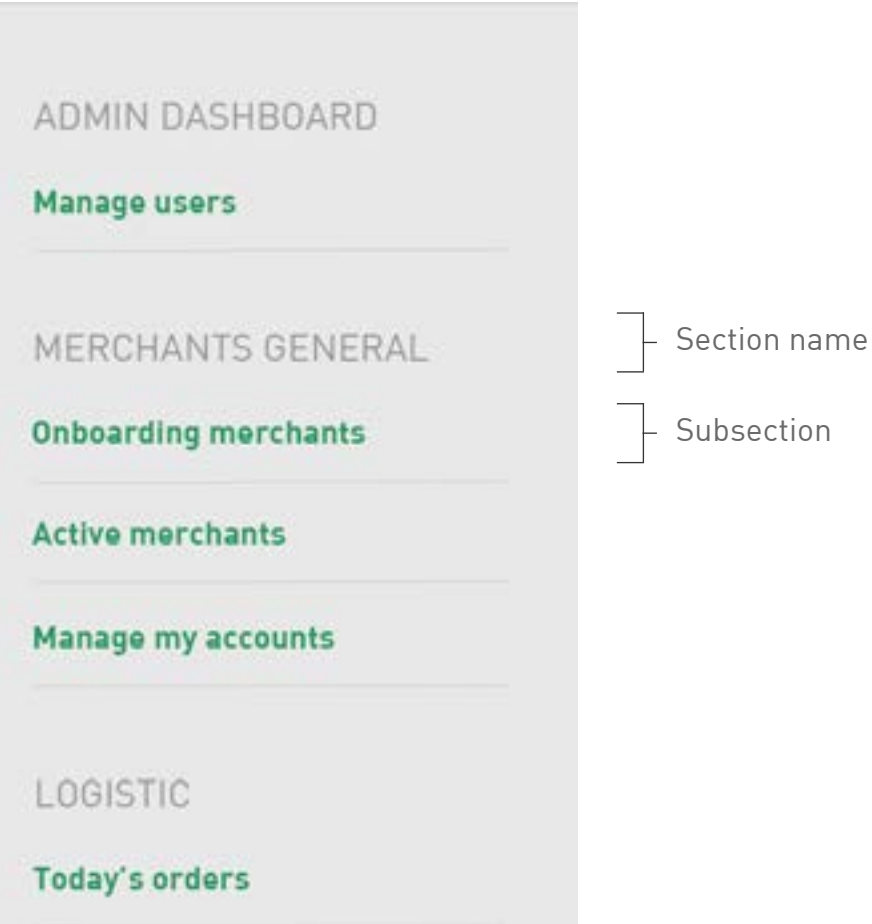 ADMIN DASHBOARD
Manage users
MERCHANTS GENERAL
Section name
Onboarding merchants
Subsection
Active merchants
Manage my accounts
LOGISTIC
Today's orders